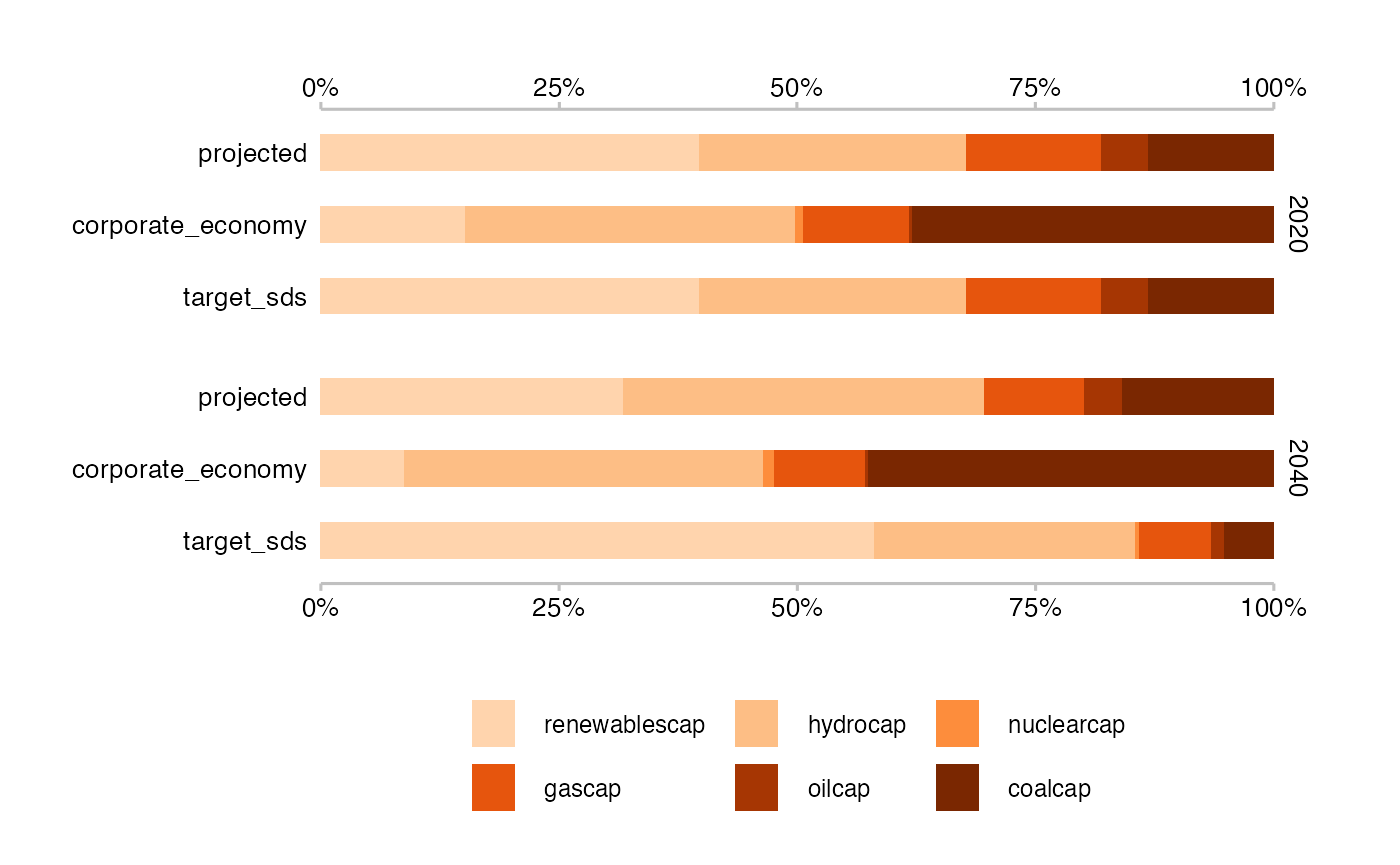 0% 25% 50% 75% 100%
projected
corporate_economy
2020
target_sds
projected
corporate_economy
2040
target_sds
0% 25% 50% 75% 100%
renewablescap hydrocap nuclearcap
gascap oilcap coalcap